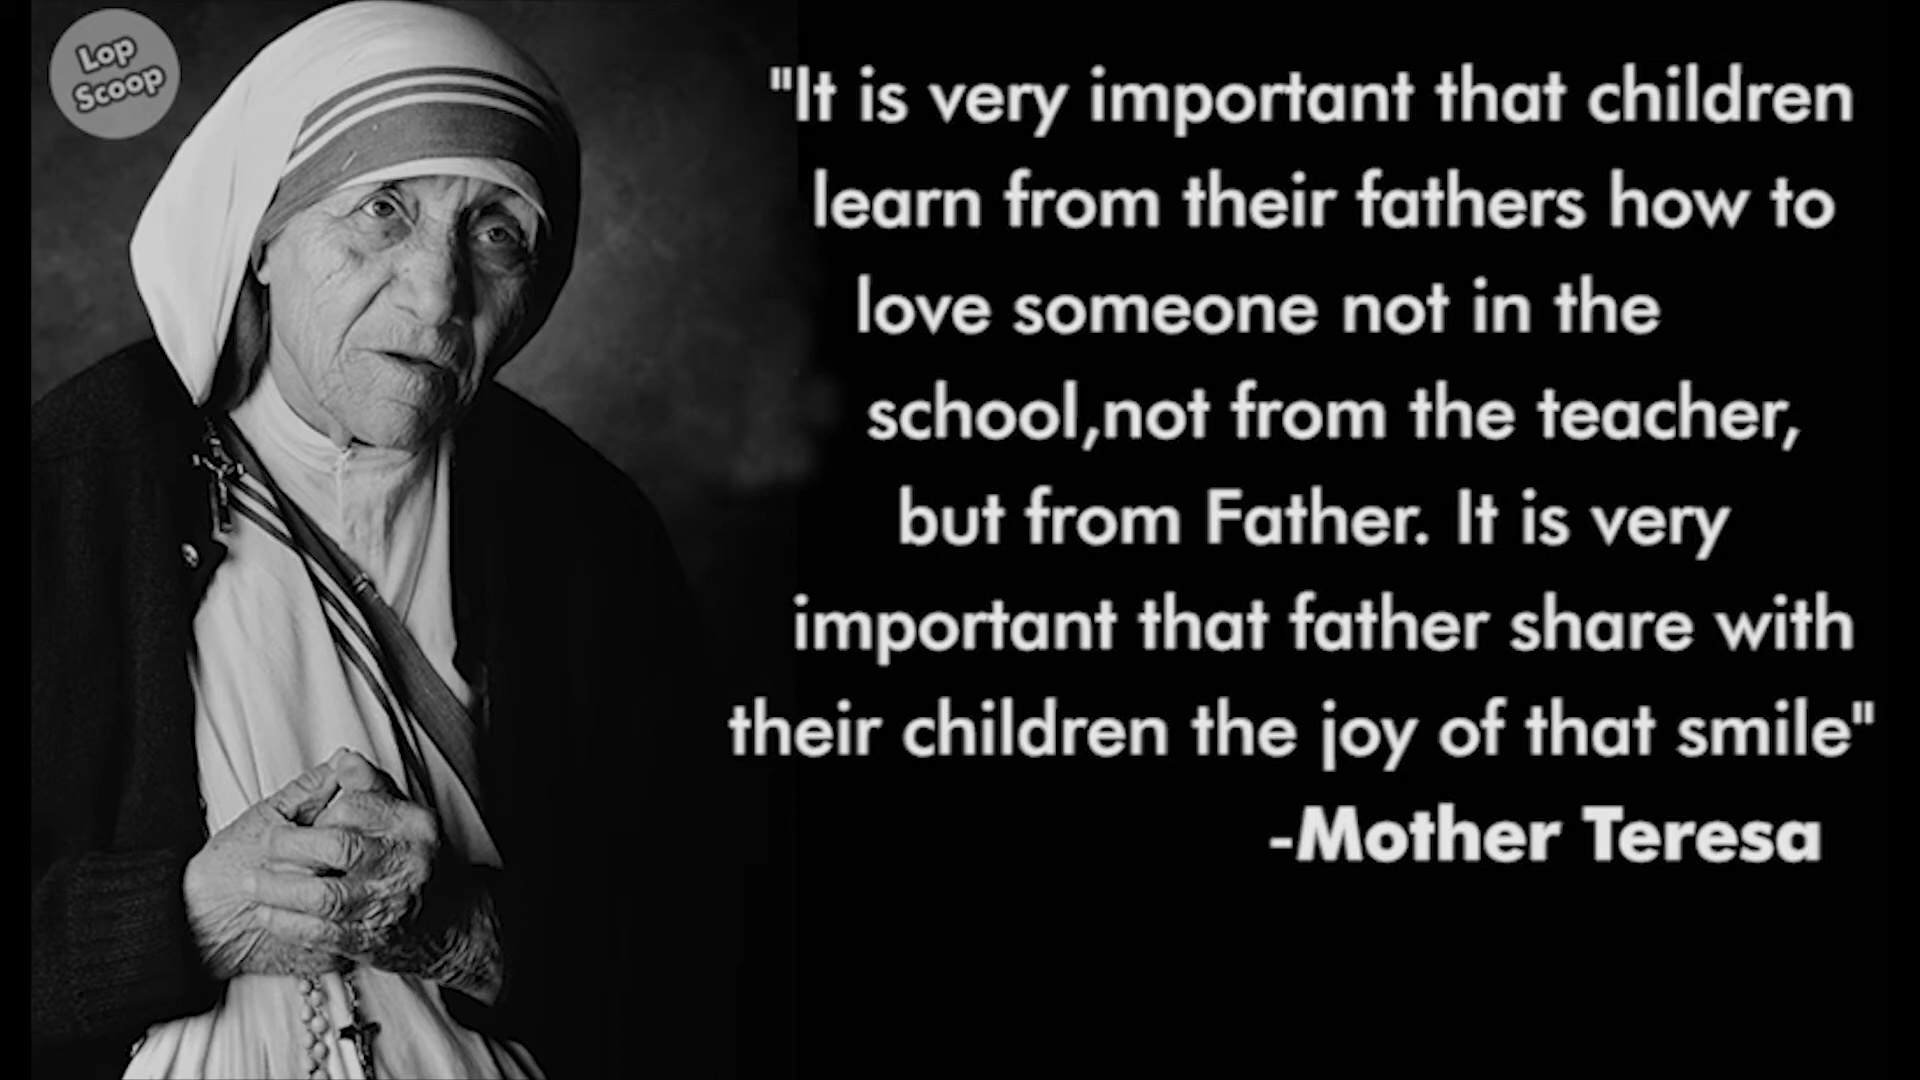 Lop
Scoop
"It is very important that children
learn from their fathers how to
love someone not in the
school,not from the teacher,
but from Father. It is very
important that father share with
their children the joy of that smile"
-Mother Teresa